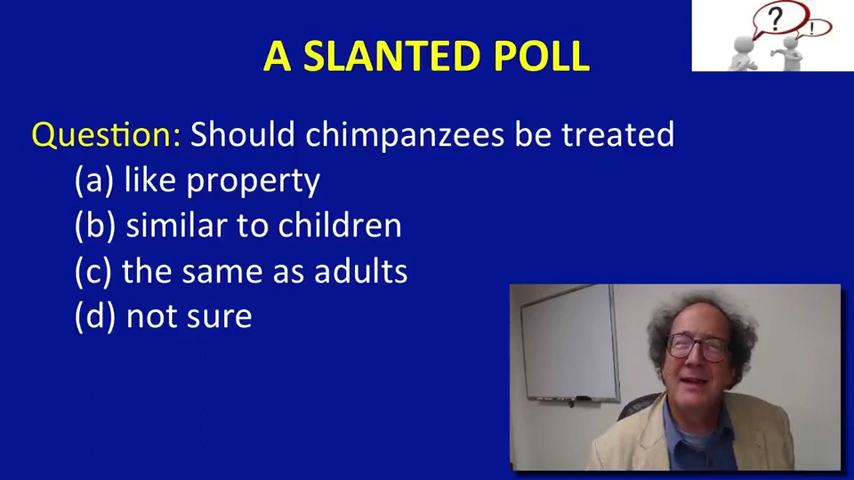 A SLANTED POLL
? !
Question: Should chimpanzees be treated
(a) like property
(b) similar to children
(c) the same as adults
(d) not sure